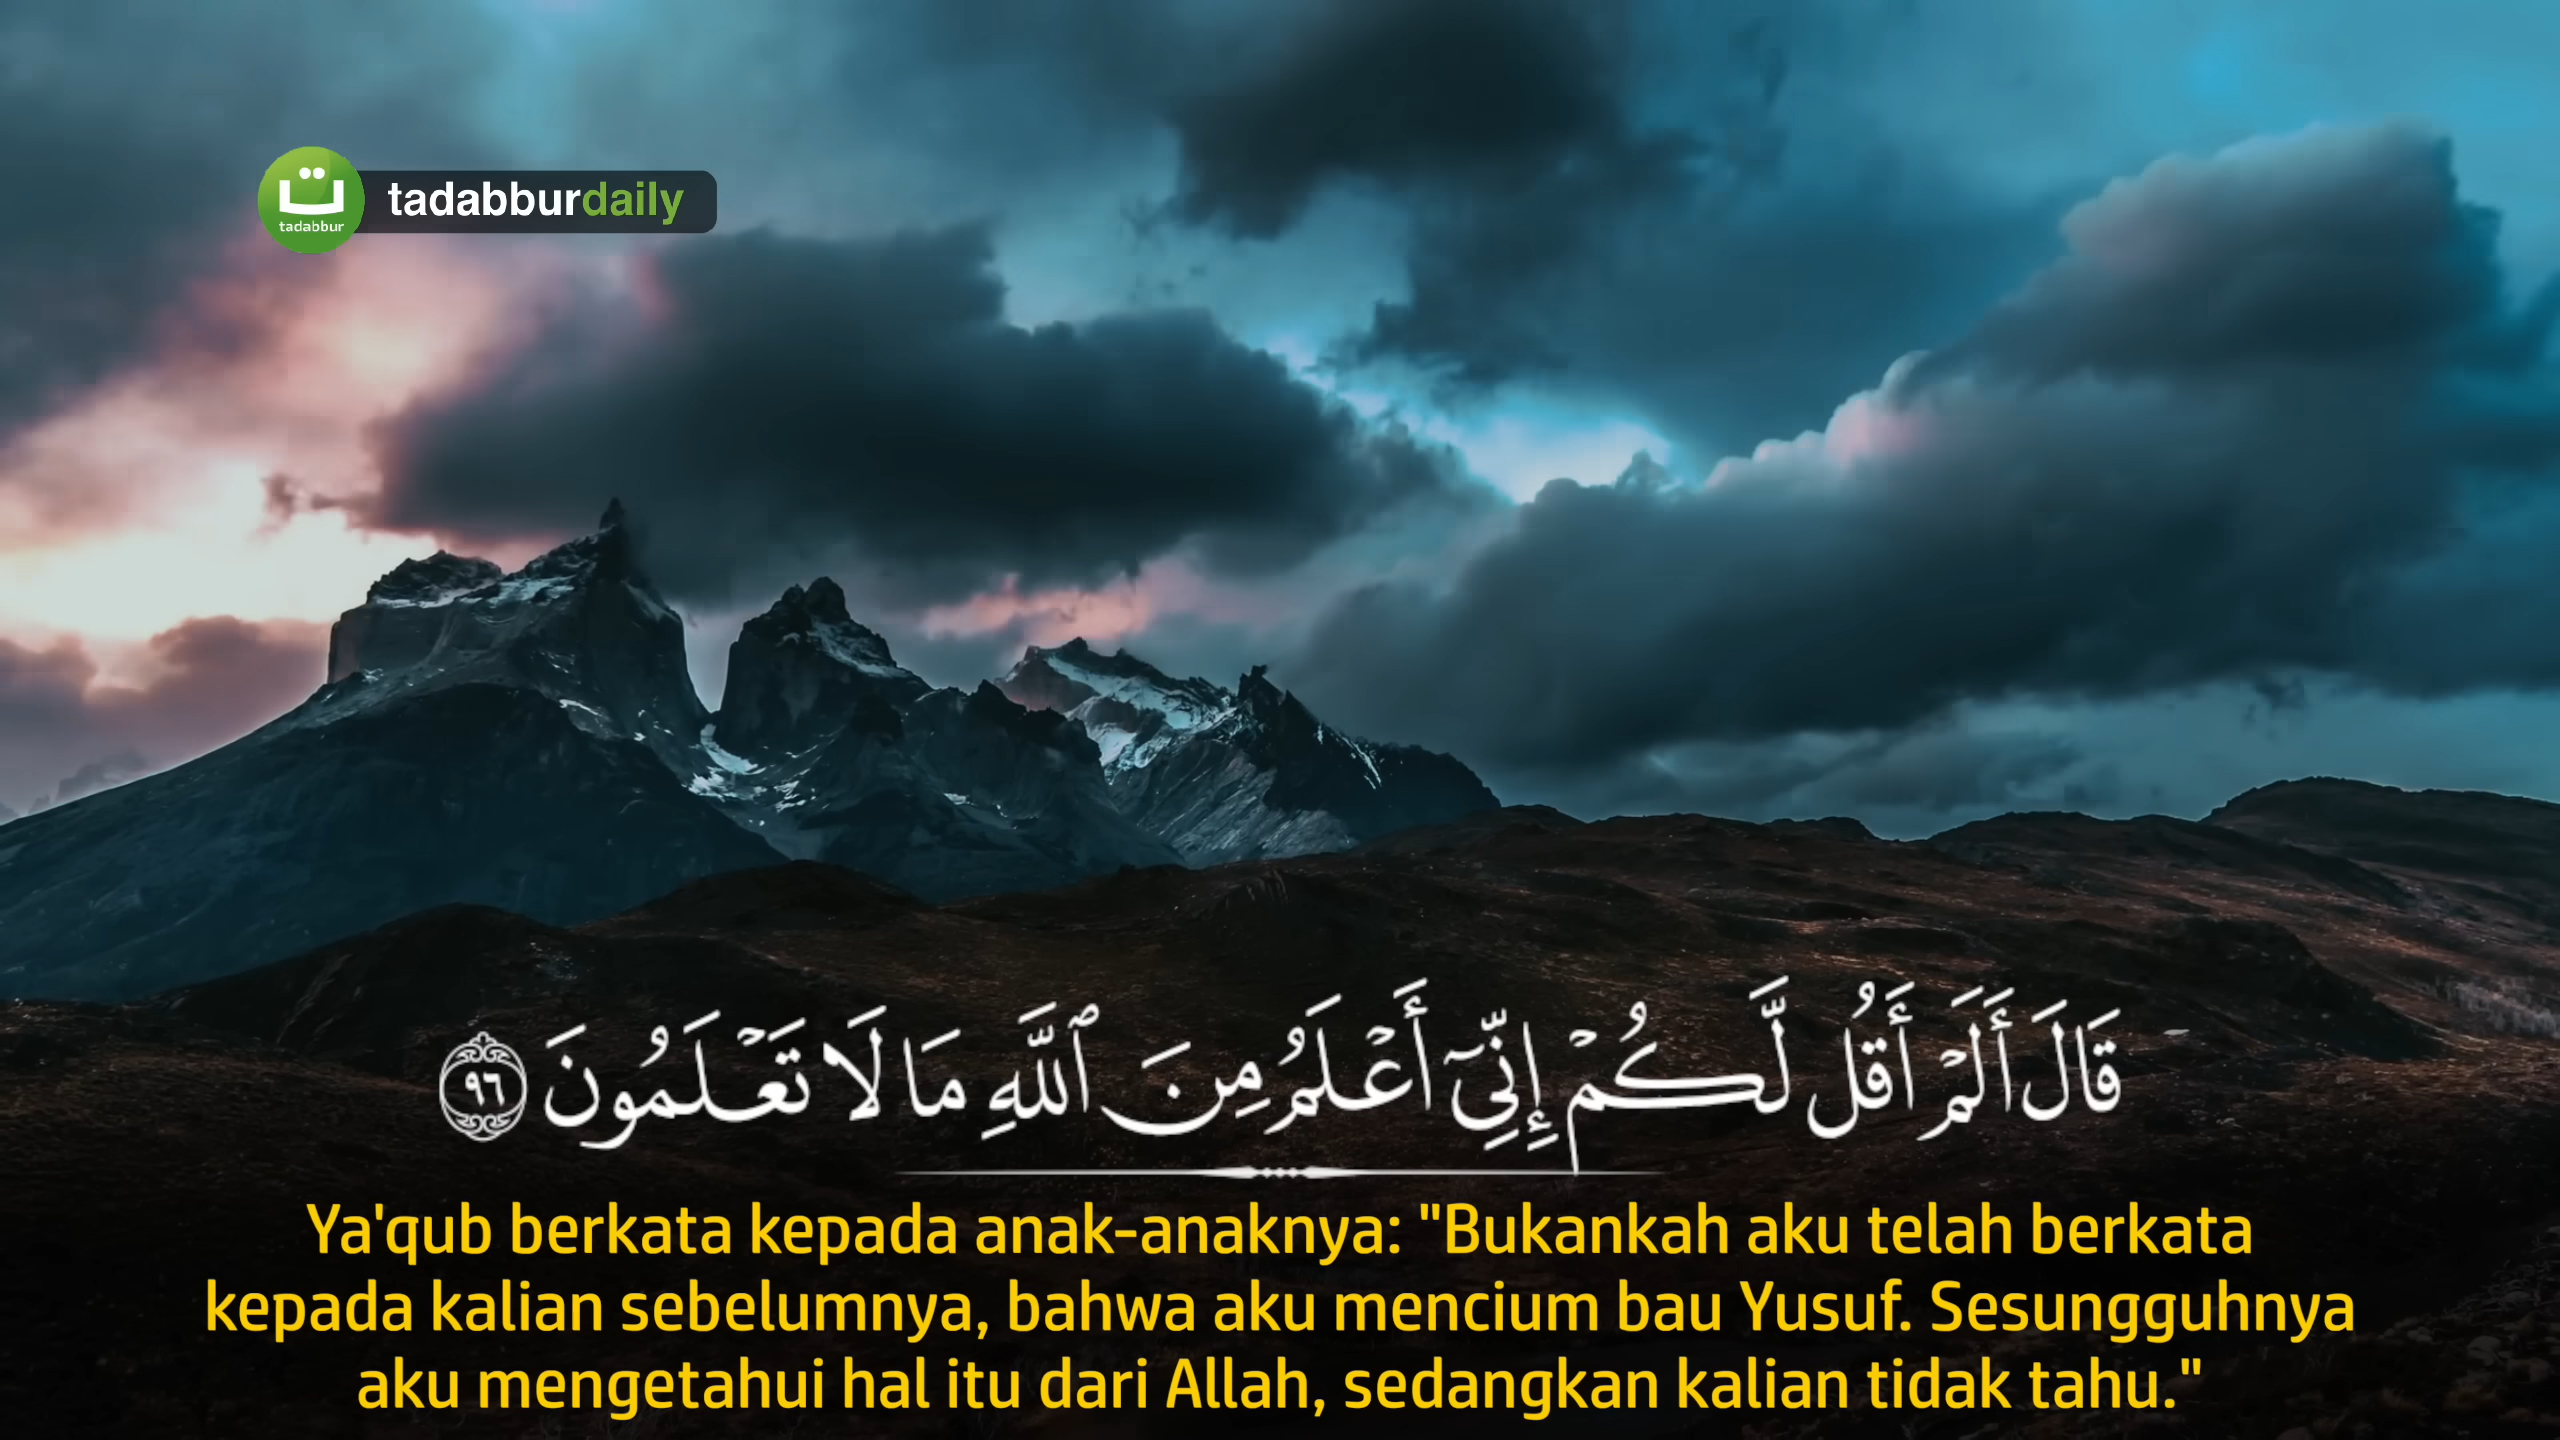 ت
tadabbur
tadabburdaily
قَالَ أَلَمْ أَقُل لَّكُمْ إِنِّىٓ أَعْلَمُ مِنَ ٱللَّهِ مَا لَا تَعْلَمُونَ ٩٦
Ya'qub berkata kepada anak-anaknya: "Bukankah aku telah berkata
kepada kalian sebelumnya, bahwa aku mencium bau Yusuf. Sesungguhnya
aku mengetahui hal itu dari Allah, sedangkan kalian tidak tahu."